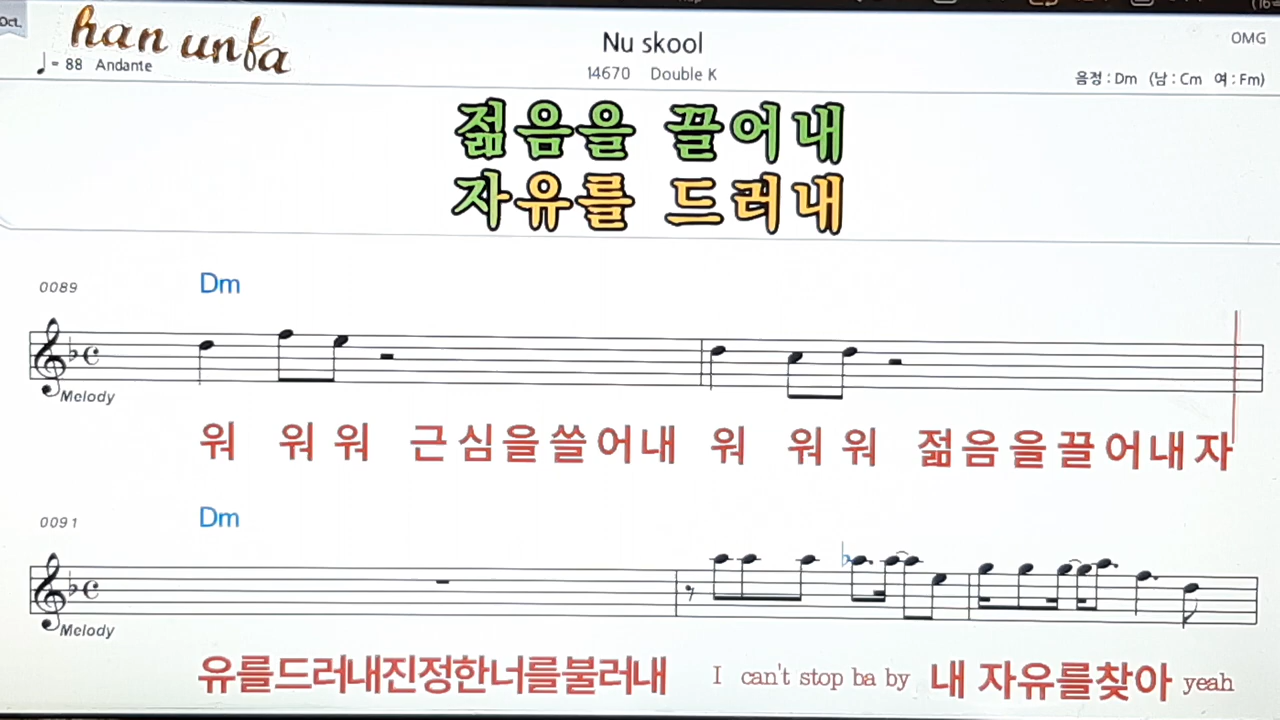 Oct.
han unfa
♩= 88 Andante
Nu skool
14670 Double K
OMG
음정 : Dm (남 : Cm 여 : Fm)
젊음을 끌어내
자유를 드러내
0089
Dm
Melody
워 워 워 근심을쓸어내 워 워 워 젊음을끌어내자
0091
Dm
Melody
유를드러내진정한너를불러내 I can't stop ba by 내 자유를찾아 yeah